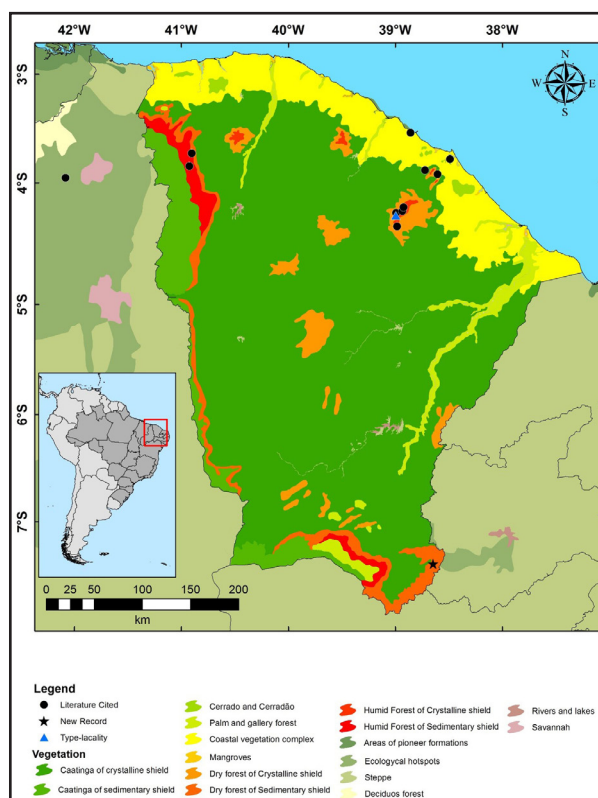 42°W 41°W 40°W 39°W 38°W
N
W E
S
3°S
4°S
5°S
6°S
7°S
0 25 50 100 150 200
km
Legend
Literature Cited
New Record
Type-lacality
Vegetation
Caatinga of crystalline shield
Caatinga of sedimentary shield
Cerrado and Cerradão
Palm and gallery forest
Coastal vegetation complex
Mangroves
Dry forest of Crystalline shield
Dry forest of Sedimentary shield
Humid Forest of Crystalline shield
Humid Forest of Sedimentary shield
Areas of pioneer formations
Ecologycal hotspots
Steppe
Deciduos forest
Rivers and lakes
Savannah